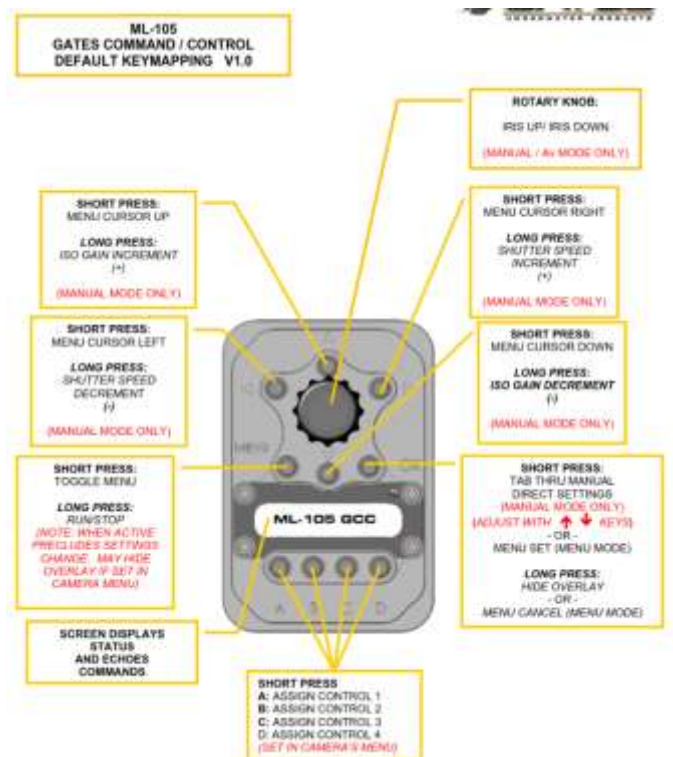 ML-105
GATES COMMAND / CONTROL
DEFAULT KEYMAPPING V1.0
UNDERWATER PRODUCTS
ROTARY KNOB:
IRIS UP/ IRIS DOWN
(MANUAL / Av MODE ONLY)
SHORT PRESS:
MENU CURSOR UP
LONG PRESS:
ISO GAIN INCREMENT
(+)
(MANUAL MODE ONLY)
SHORT PRESS:
MENU CURSOR RIGHT
LONG PRESS:
SHUTTER SPEED
INCREMENT
(+)
(MANUAL MODE ONLY)
SHORT PRESS:
MENU CURSOR LEFT
LONG PRESS:
SHUTTER SPEED
DECREMENT
(-)
(MANUAL MODE ONLY)
SHORT PRESS:
MENU CURSOR DOWN
LONG PRESS:
ISO GAIN DECREMENT
(-)
(MANUAL MODE ONLY)
SHORT PRESS:
TOGGLE MENU
LONG PRESS:
RUN/STOP
(NOTE: WHEN ACTIVE
PRECLUDES SETTINGS
CHANGE. MAY HIDE
OVERLAY IF SET IN
CAMERA MENU)
SHORT PRESS:
TAB THRU MANUAL
DIRECT SETTINGS
(MANUAL MODE ONLY)
(ADJUST WITH ↑ ↓ KEYS)
- OR -
MENU SET (MENU MODE)
LONG PRESS:
HIDE OVERLAY
- OR -
MENU CANCEL (MENU MODE)
MENU
ML-105 GCC
A B C D
SCREEN DISPLAYS
STATUS
AND ECHOES
COMMANDS
SHORT PRESS
A: ASSIGN CONTROL 1
B: ASSIGN CONTROL 2
C: ASSIGN CONTROL 3
D: ASSIGN CONTROL 4
(SET IN CAMERA'S MENU)